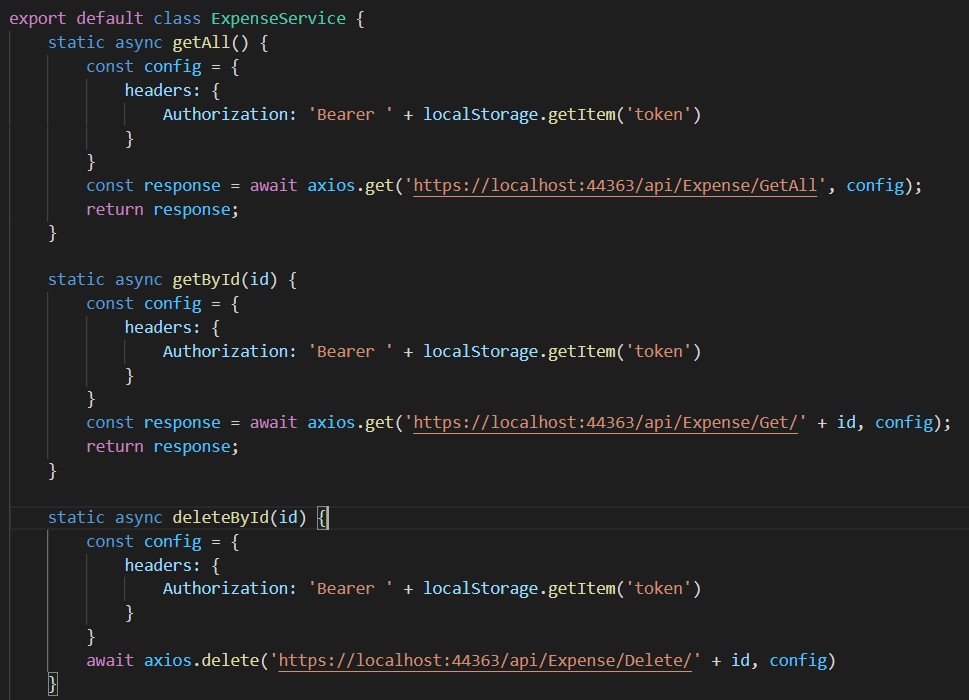 export default class ExpenseService {
    static async getAll() {
        const config = {
            headers: {
                Authorization: 'Bearer ' + localStorage.getItem('token')
            }
        }
        const response = await axios.get('https://localhost:44363/api/Expense/GetAll', config);
        return response;
    }

    static async getById(id) {
        const config = {
            headers: {
                Authorization: 'Bearer ' + localStorage.getItem('token')
            }
        }
        const response = await axios.get('https://localhost:44363/api/Expense/Get/' + id, config);
        return response;
    }

    static async deleteById(id) {
        const config = {
            headers: {
                Authorization: 'Bearer ' + localStorage.getItem('token')
            }
        }
        await axios.delete('https://localhost:44363/api/Expense/Delete/' + id, config)
    }